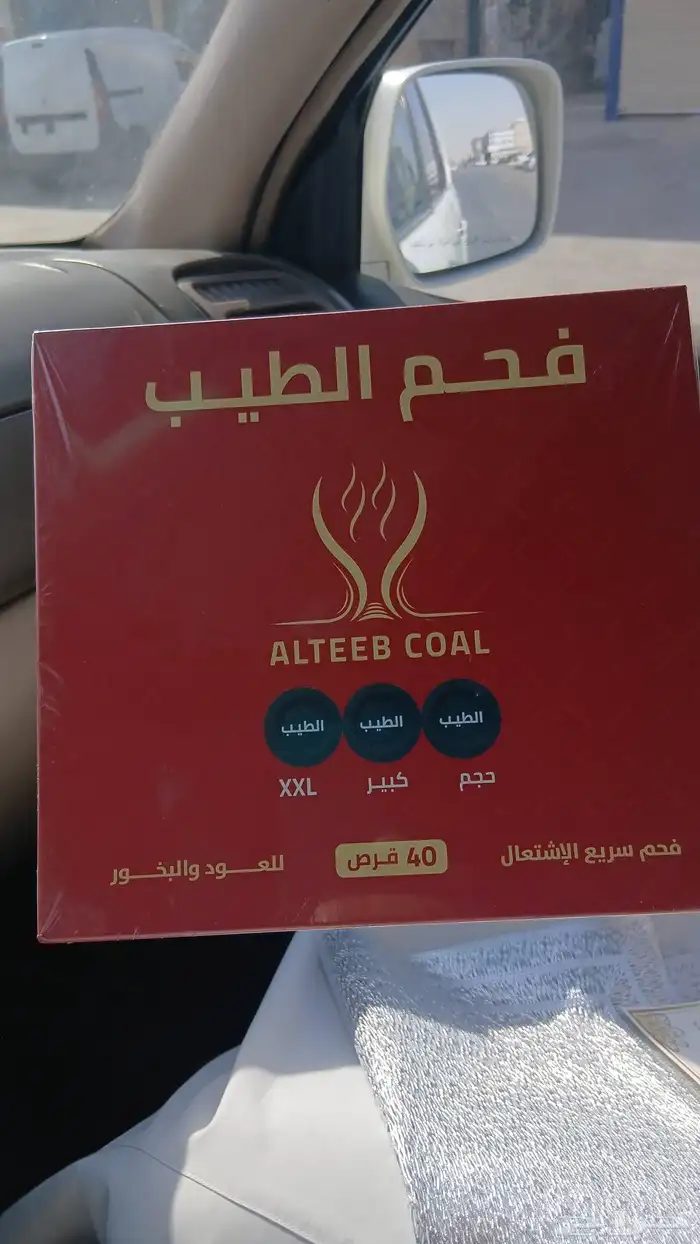 فحم الطيب
ALTEEB COAL
الطيب الطيب الطيب
حجم كبير XXL
فحم سريع الإشتعال 40 قرص للعود والبخور